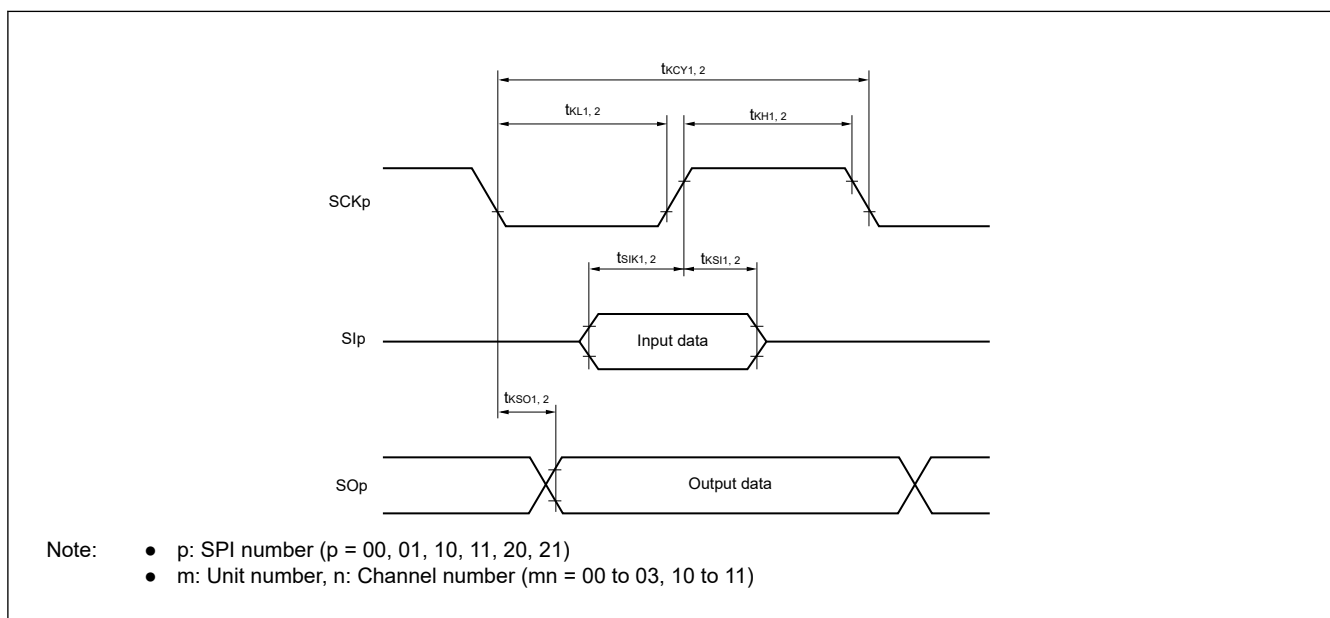 tKCY1, 2
tKL1, 2
tKH1, 2
SCKp
tSIK1, 2
tKSI1, 2
SIp
Input data
tKSO1, 2
SOp
Output data
Note:
● p: SPI number (p = 00, 01, 10, 11, 20, 21)
● m: Unit number, n: Channel number (mn = 00 to 03, 10 to 11)